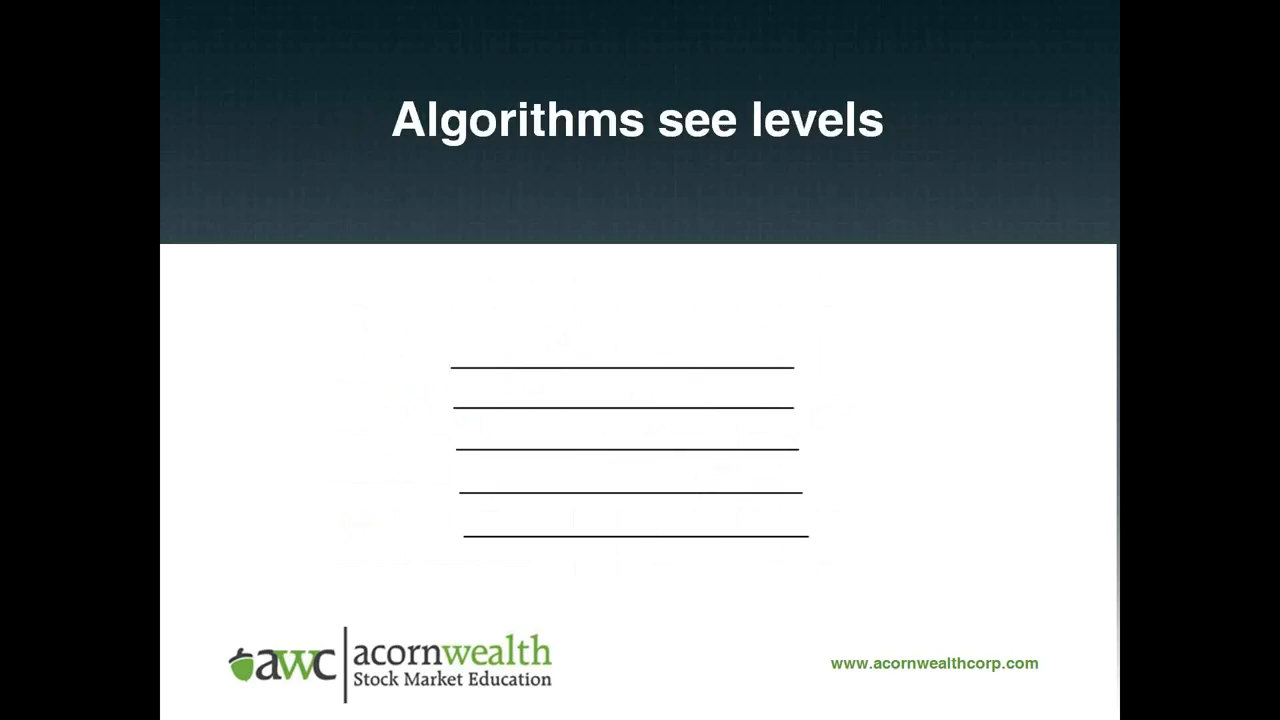 Algorithms see levels
awc
acornwealth
Stock Market Education
www.acornwealthcorp.com